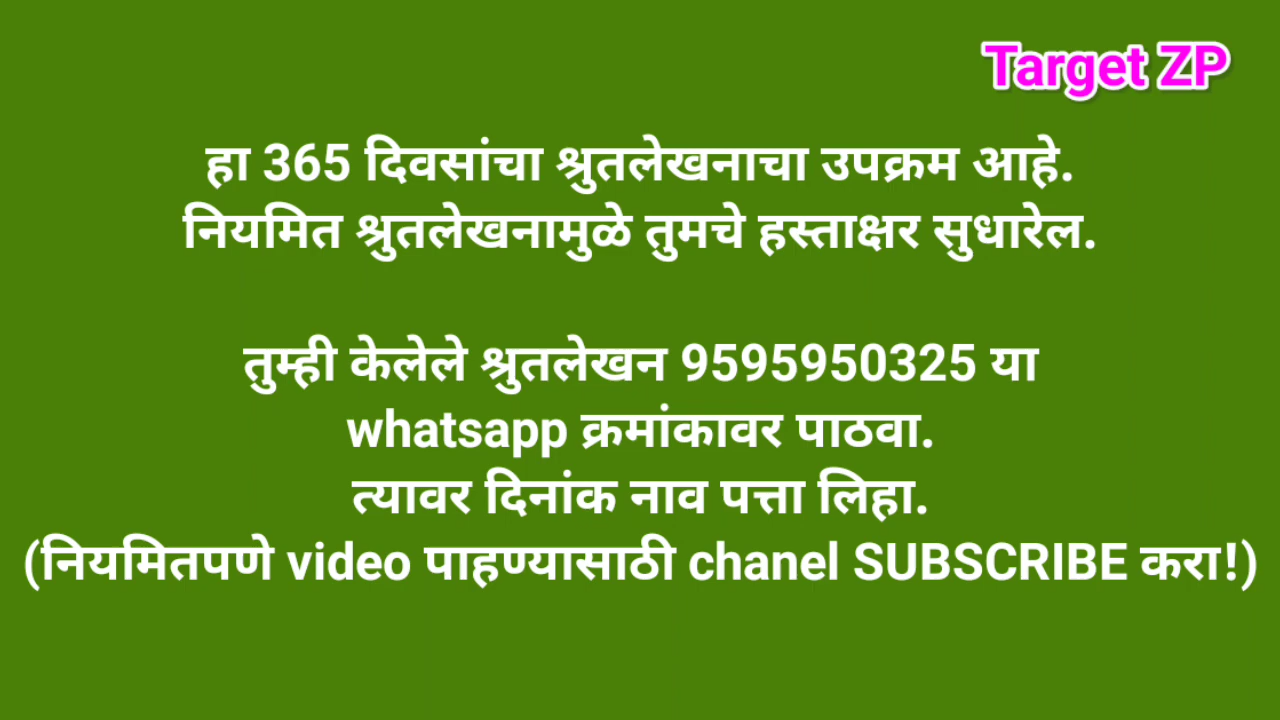 Target ZP
हा 365 दिवसांचा श्रुतलेखनाचा उपक्रम आहे.
नियमित श्रुतलेखनामुळे तुमचे हस्ताक्षर सुधारेल.
तुम्ही केलेले श्रुतलेखन 9595950325 या
whatsapp क्रमांकावर पाठवा.
त्यावर दिनांक नाव पत्ता लिहा.
(नियमितपणे video पाहण्यासाठी chanel SUBSCRIBE करा!)